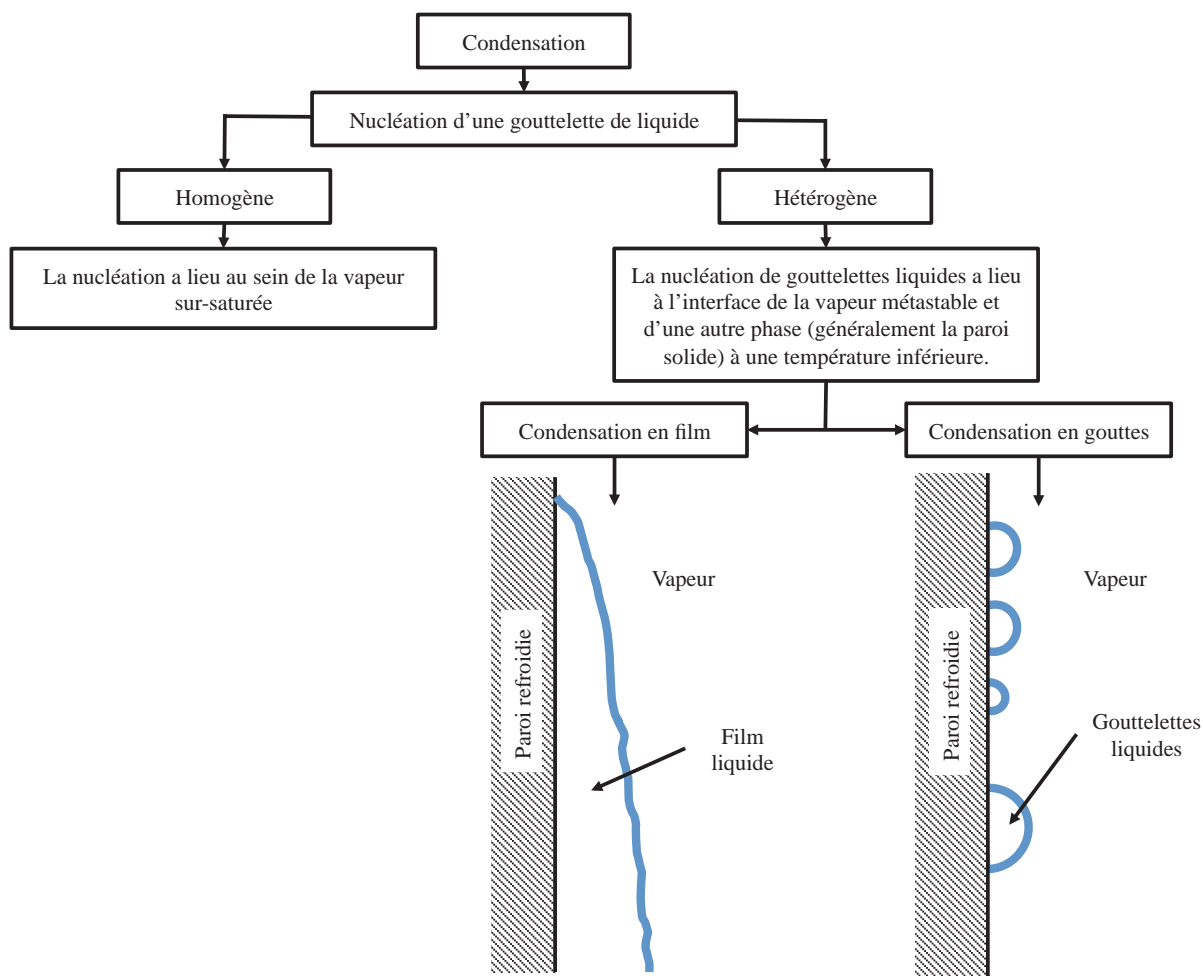 Condensation
Nucléation d’une gouttelette de liquide
Homogène
Hétérogène
La nucléation a lieu au sein de la vapeur
sur-saturée
La nucléation de gouttelettes liquides a lieu
à l’interface de la vapeur métastable et
d’une autre phase (généralement la paroi
solide) à une température inférieure.
Condensation en film
Condensation en gouttes
Paroi refroidie
Vapeur
Film
liquide
Paroi refroidie
Vapeur
Gouttelettes
liquides